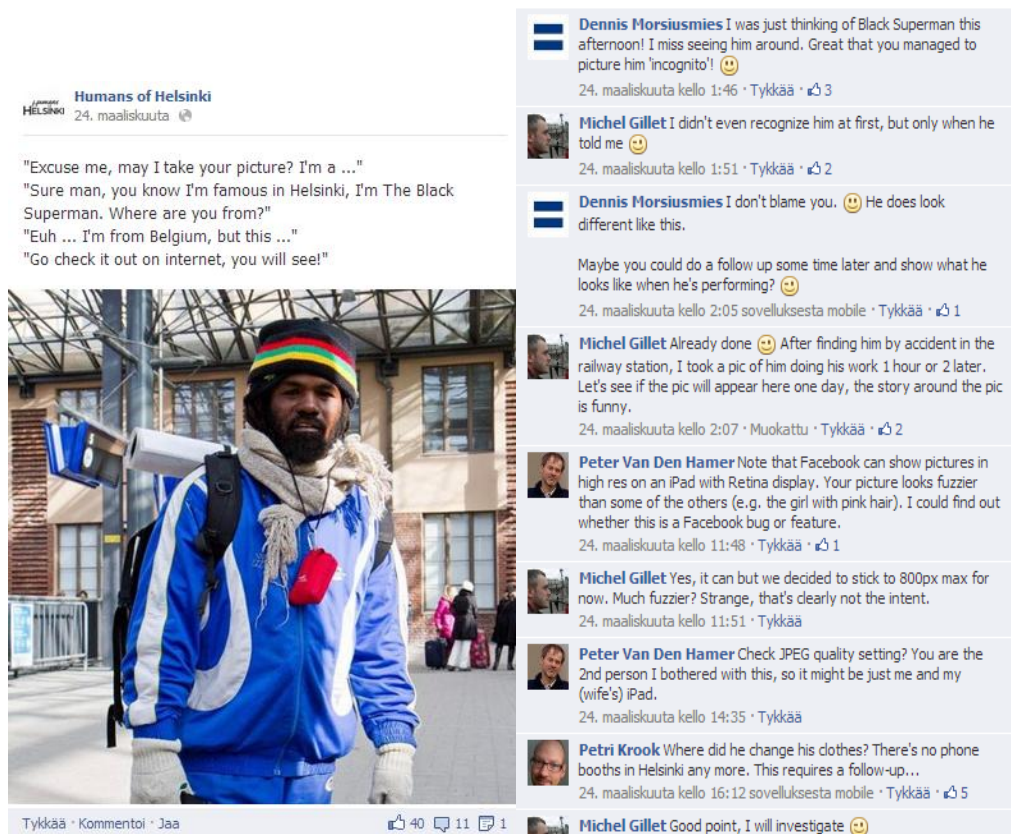 Humans of Helsinki
HELSINKI
24. maaliskuuta
"Excuse me, may I take your picture? I'm a ..."
"Sure man, you know I'm famous in Helsinki, I'm The Black
Superman. Where are you from?"
"Euh ... I'm from Belgium, but this ..."
"Go check it out on internet, you will see!"
5
Tykkää · Kommentoi · Jaa
40 11 1
Dennis Morsiusmies I was just thinking of Black Superman this
afternoon! I miss seeing him around. Great that you managed to
picture him 'incognito'!
24. maaliskuuta kello 1:46 · Tykkää · 3
Michel Gillet I didn't even recognize him at first, but only when he
told me
24. maaliskuuta kello 1:51 · Tykkää · 2
Dennis Morsiusmies I don't blame you. He does look
different like this.
Maybe you could do a follow up some time later and show what he
looks like when he's performing?
24. maaliskuuta kello 2:05 sovelluksesta mobile · Tykkää · 1
Michel Gillet Already done After finding him by accident in the
railway station, I took a pic of him doing his work 1 hour or 2 later.
Let's see if the pic will appear here one day, the story around the pic
is funny.
24. maaliskuuta kello 2:07 · Muokattu · Tykkää · 2
Peter Van Den Hamer Note that Facebook can show pictures in
high res on an iPad with Retina display. Your picture looks fuzzier
than some of the others (e.g. the girl with pink hair). I could find out
whether this is a Facebook bug or feature.
24. maaliskuuta kello 11:48 · Tykkää · 1
Michel Gillet Yes, it can but we decided to stick to 800px max for
now. Much fuzzier? Strange, that's clearly not the intent.
24. maaliskuuta kello 11:51 · Tykkää
Peter Van Den Hamer Check JPEG quality setting? You are the
2nd person I bothered with this, so it might be just me and my
(wife's) iPad.
24. maaliskuuta kello 14:35 · Tykkää
Petri Krook Where did he change his clothes? There's no phone
booths in Helsinki any more. This requires a follow-up...
24. maaliskuuta kello 16:12 sovelluksesta mobile · Tykkää · 5
Michel Gillet Good point, I will investigate